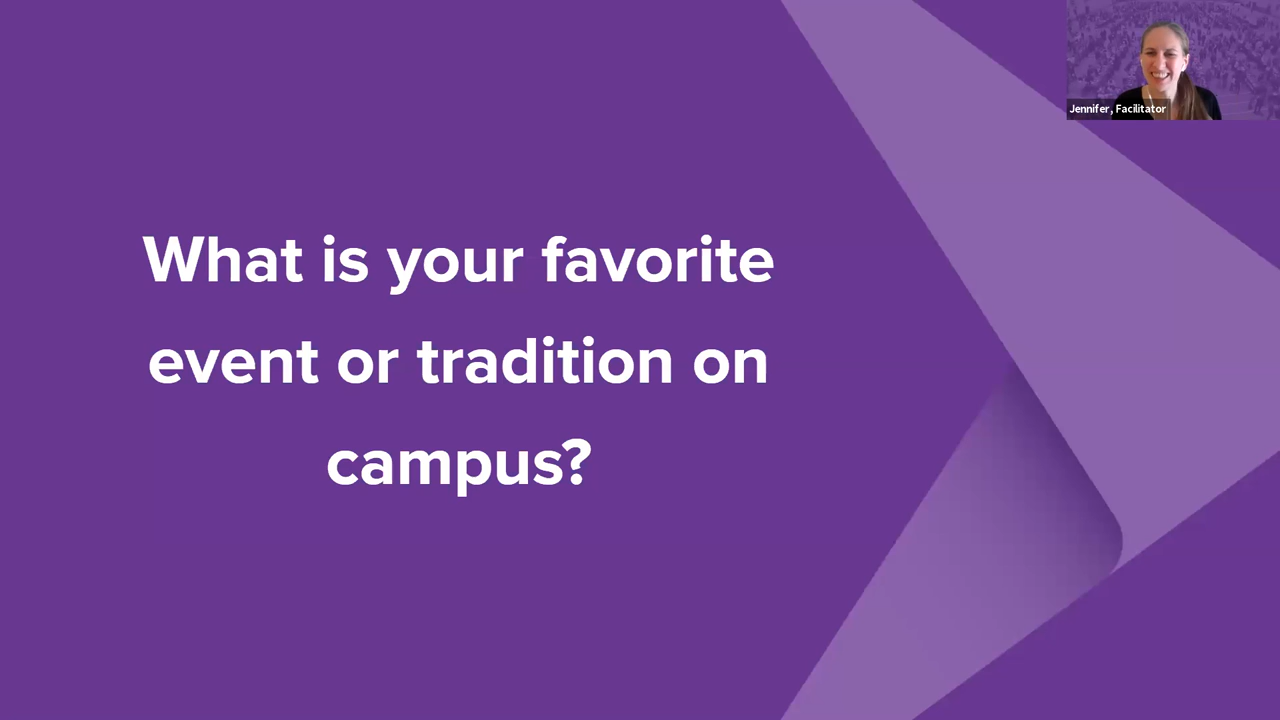 Jennifer, Facilitator
What is your favorite
event or tradition on
campus?